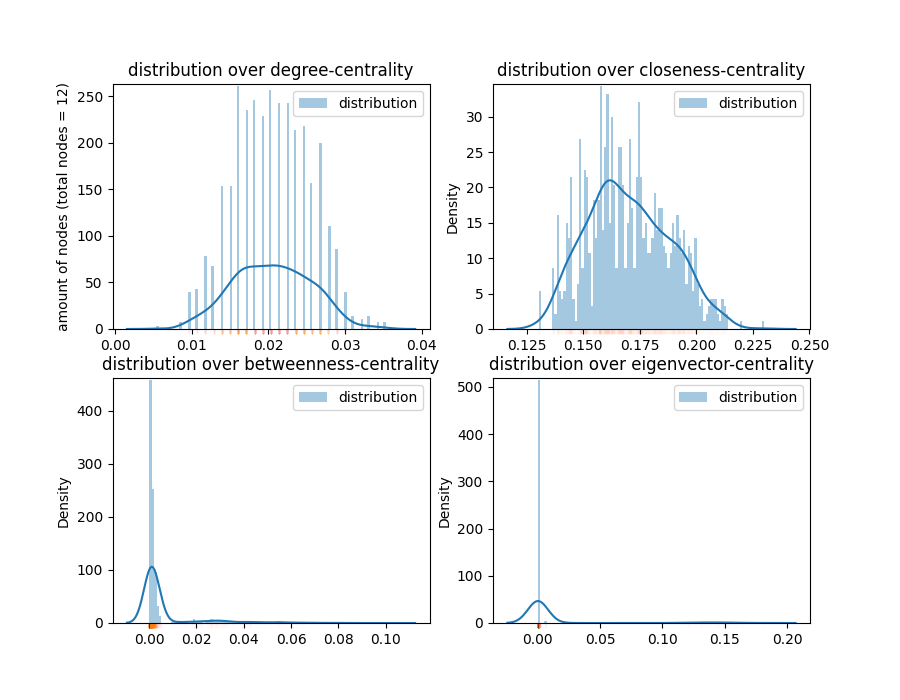 distribution over degree-centrality
amount of nodes (total nodes = 12)
250
200
150
100
50
0
distribution
0.00 0.01 0.02 0.03 0.04
distribution over closeness-centrality
Density
30
25
20
15
10
5
0
distribution
0.125 0.150 0.175 0.200 0.225 0.250
distribution over betweenness-centrality
Density
400
300
200
100
0
distribution
0.00 0.02 0.04 0.06 0.08 0.10
distribution over eigenvector-centrality
Density
500
400
300
200
100
0
distribution
0.00 0.05 0.10 0.15 0.20